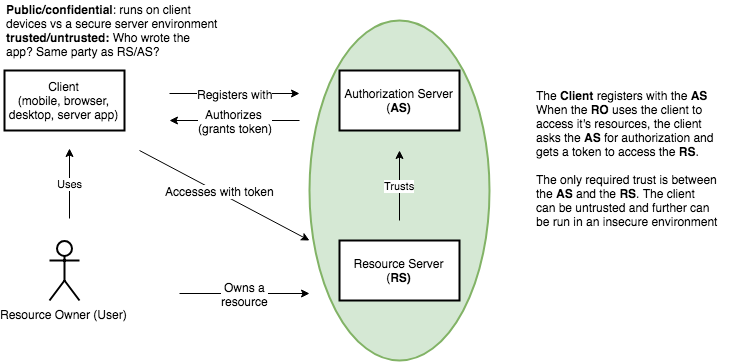 Public/confidential: runs on client
devices vs a secure server environment
trusted/untrusted: Who wrote the
app? Same party as RS/AS?
Client
(mobile, browser,
desktop, server app)
Registers with
Authorizes
(grants token)
Authorization Server
(AS)
The Client registers with the AS
When the RO uses the client to
access it's resources, the client
asks the AS for authorization and
gets a token to access the RS.
The only required trust is between
the AS and the RS. The client
can be untrusted and further can
be run in an insecure environment
Uses
Accesses with token
Trusts
Resource Server
(RS)
Owns a
resource
Resource Owner (User)